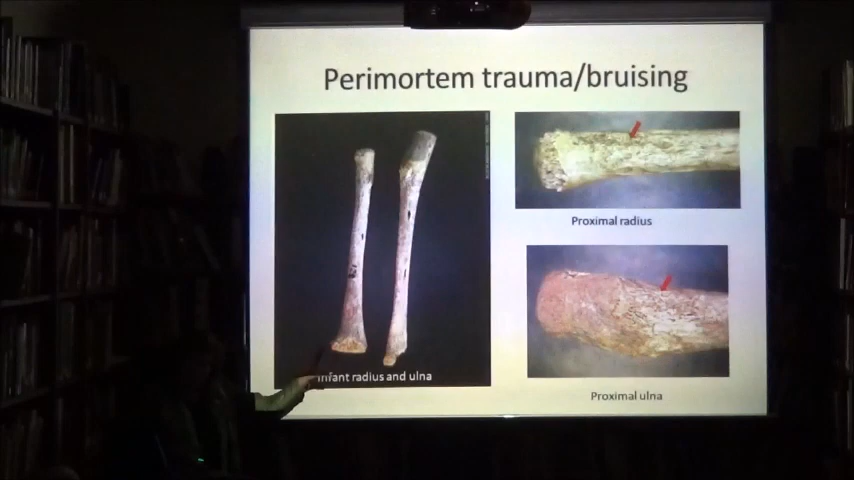 Perimortem trauma/bruising
Proximal radius
Infant radius and ulna
Proximal ulna